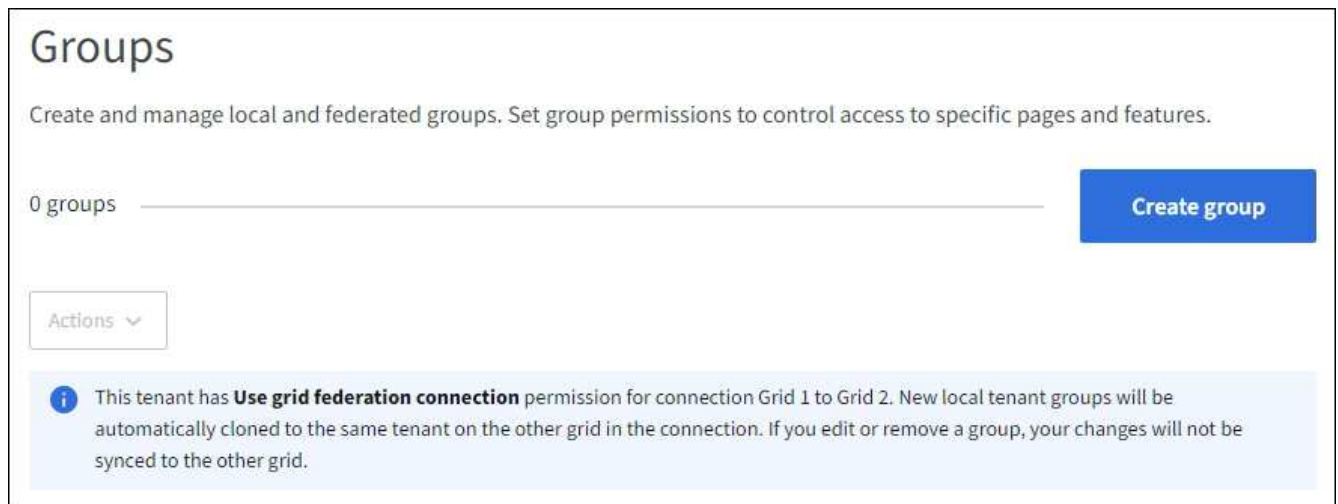 Groups
Create and manage local and federated groups. Set group permissions to control access to specific pages and features.
0 groups
Create group
Actions
This tenant has Use grid federation connection permission for connection Grid 1 to Grid 2. New local tenant groups will be
automatically cloned to the same tenant on the other grid in the connection. If you edit or remove a group, your changes will not be
synced to the other grid.